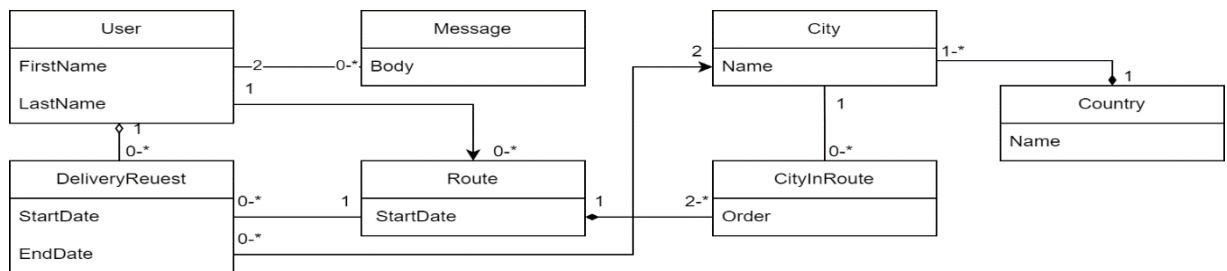 User
FirstName
LastName
2
0-*
Message
Body
1
0-*
2
City
Name
1-*
1
Country
Name
1
0-*
1
0-*
DeliveryReuest
StartDate
EndDate
0-*
1
0-*
Route
StartDate
1
2-*
CityInRoute
Order